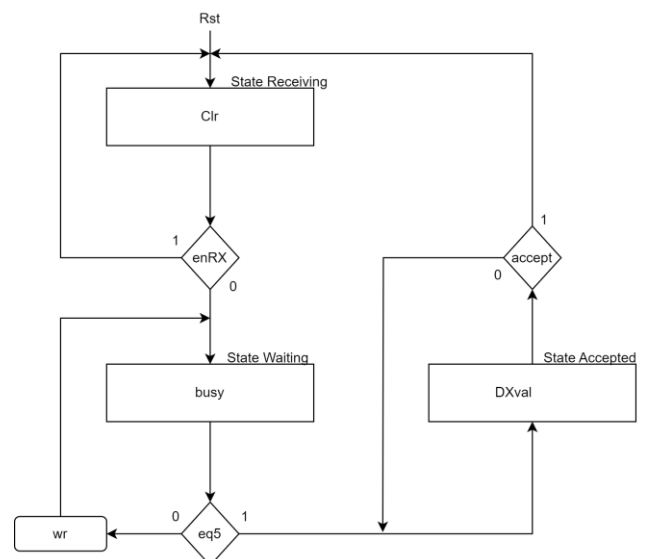 Rst
State Receiving
Clr
1
enRX
0
1
accept
0
State Waiting
busy
State Accepted
DXval
0
eq5
1
wr